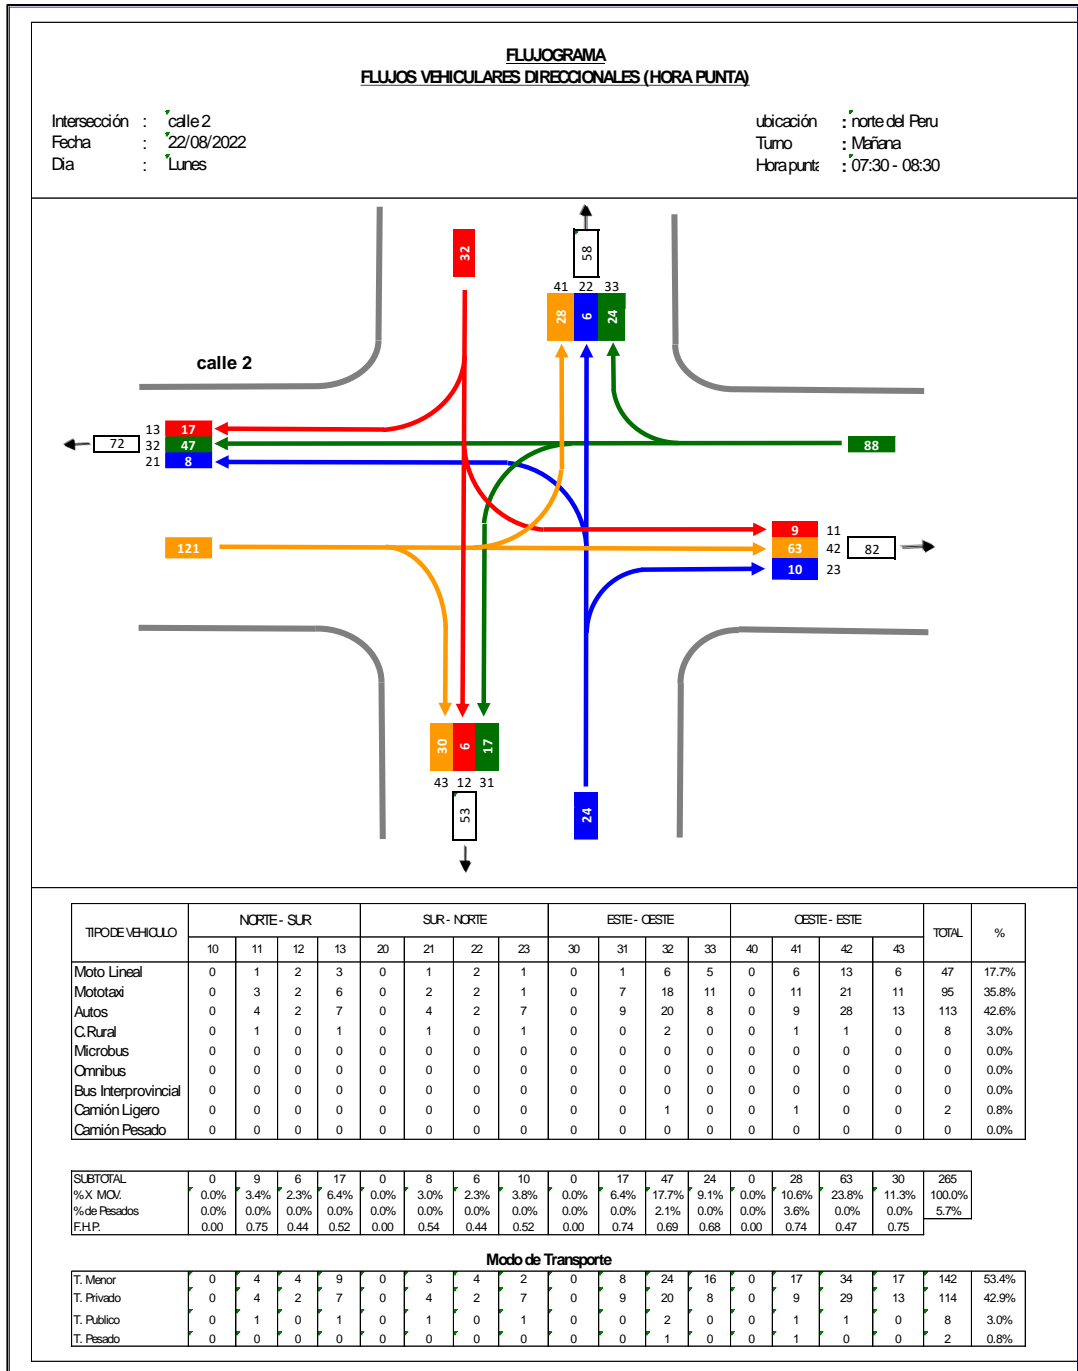 FLUJOGRAMA
FLUJOS VEHICULARES DIRECCIONALES (HORA PUNTA)
Intersección : calle 2 ubicación : norte del Peru
Fecha : 22/08/2022 Turno : Mañana
Dia : Lunes Hora punta : 07:30 - 08:30
32
58
41 22 33
28 6 24
calle 2
13 17
72 32 47
21 8
88
121
9 11
63 42 82
10 23
30 6 17
43 12 31
53
24
TIPO DE VEHICULO NORTE - SUR SUR - NORTE ESTE - OESTE OESTE - ESTE TOTAL %
10 11 12 13 20 21 22 23 30 31 32 33 40 41 42 43
Moto Lineal 0 1 2 3 0 1 2 1 0 1 6 5 0 6 13 6 47 17.7%
Mototaxi 0 3 2 6 0 2 2 1 0 7 18 11 0 11 21 11 95 35.8%
Autos 0 4 2 7 0 4 2 7 0 9 20 8 0 9 28 13 113 42.6%
C.Rural 0 1 0 1 0 1 0 1 0 0 2 0 0 1 1 0 8 3.0%
Microbus 0 0 0 0 0 0 0 0 0 0 0 0 0 0 0 0 0 0.0%
Omnibus 0 0 0 0 0 0 0 0 0 0 0 0 0 0 0 0 0 0.0%
Bus Interprovincial 0 0 0 0 0 0 0 0 0 0 0 0 0 0 0 0 0 0.0%
Camión Ligero 0 0 0 0 0 0 0 0 0 0 1 0 0 1 0 0 2 0.8%
Camión Pesado 0 0 0 0 0 0 0 0 0 0 0 0 0 0 0 0 0 0.0%
SUBTOTAL 0 9 6 17 0 8 6 10 0 17 47 24 0 28 63 30 265
% X MOV. 0.0% 3.4% 2.3% 6.4% 0.0% 3.0% 2.3% 3.8% 0.0% 6.4% 17.7% 9.1% 0.0% 10.6% 23.8% 11.3% 100.0%
% de Pesados 0.0% 0.0% 0.0% 0.0% 0.0% 0.0% 0.0% 0.0% 0.0% 0.0% 2.1% 0.0% 0.0% 3.6% 0.0% 0.0% 5.7%
F.H.P. 0.00 0.75 0.44 0.52 0.00 0.54 0.44 0.52 0.00 0.74 0.69 0.68 0.00 0.74 0.47 0.75
Modo de Transporte
T. Menor 0 4 4 9 0 3 4 2 0 8 24 16 0 17 34 17 142 53.4%
T. Privado 0 4 2 7 0 4 2 7 0 9 20 8 0 9 29 13 114 42.9%
T. Publico 0 1 0 1 0 1 0 1 0 0 2 0 0 1 1 0 8 3.0%
T. Pesado 0 0 0 0 0 0 0 0 0 0 1 0 0 1 0 0 2 0.8%